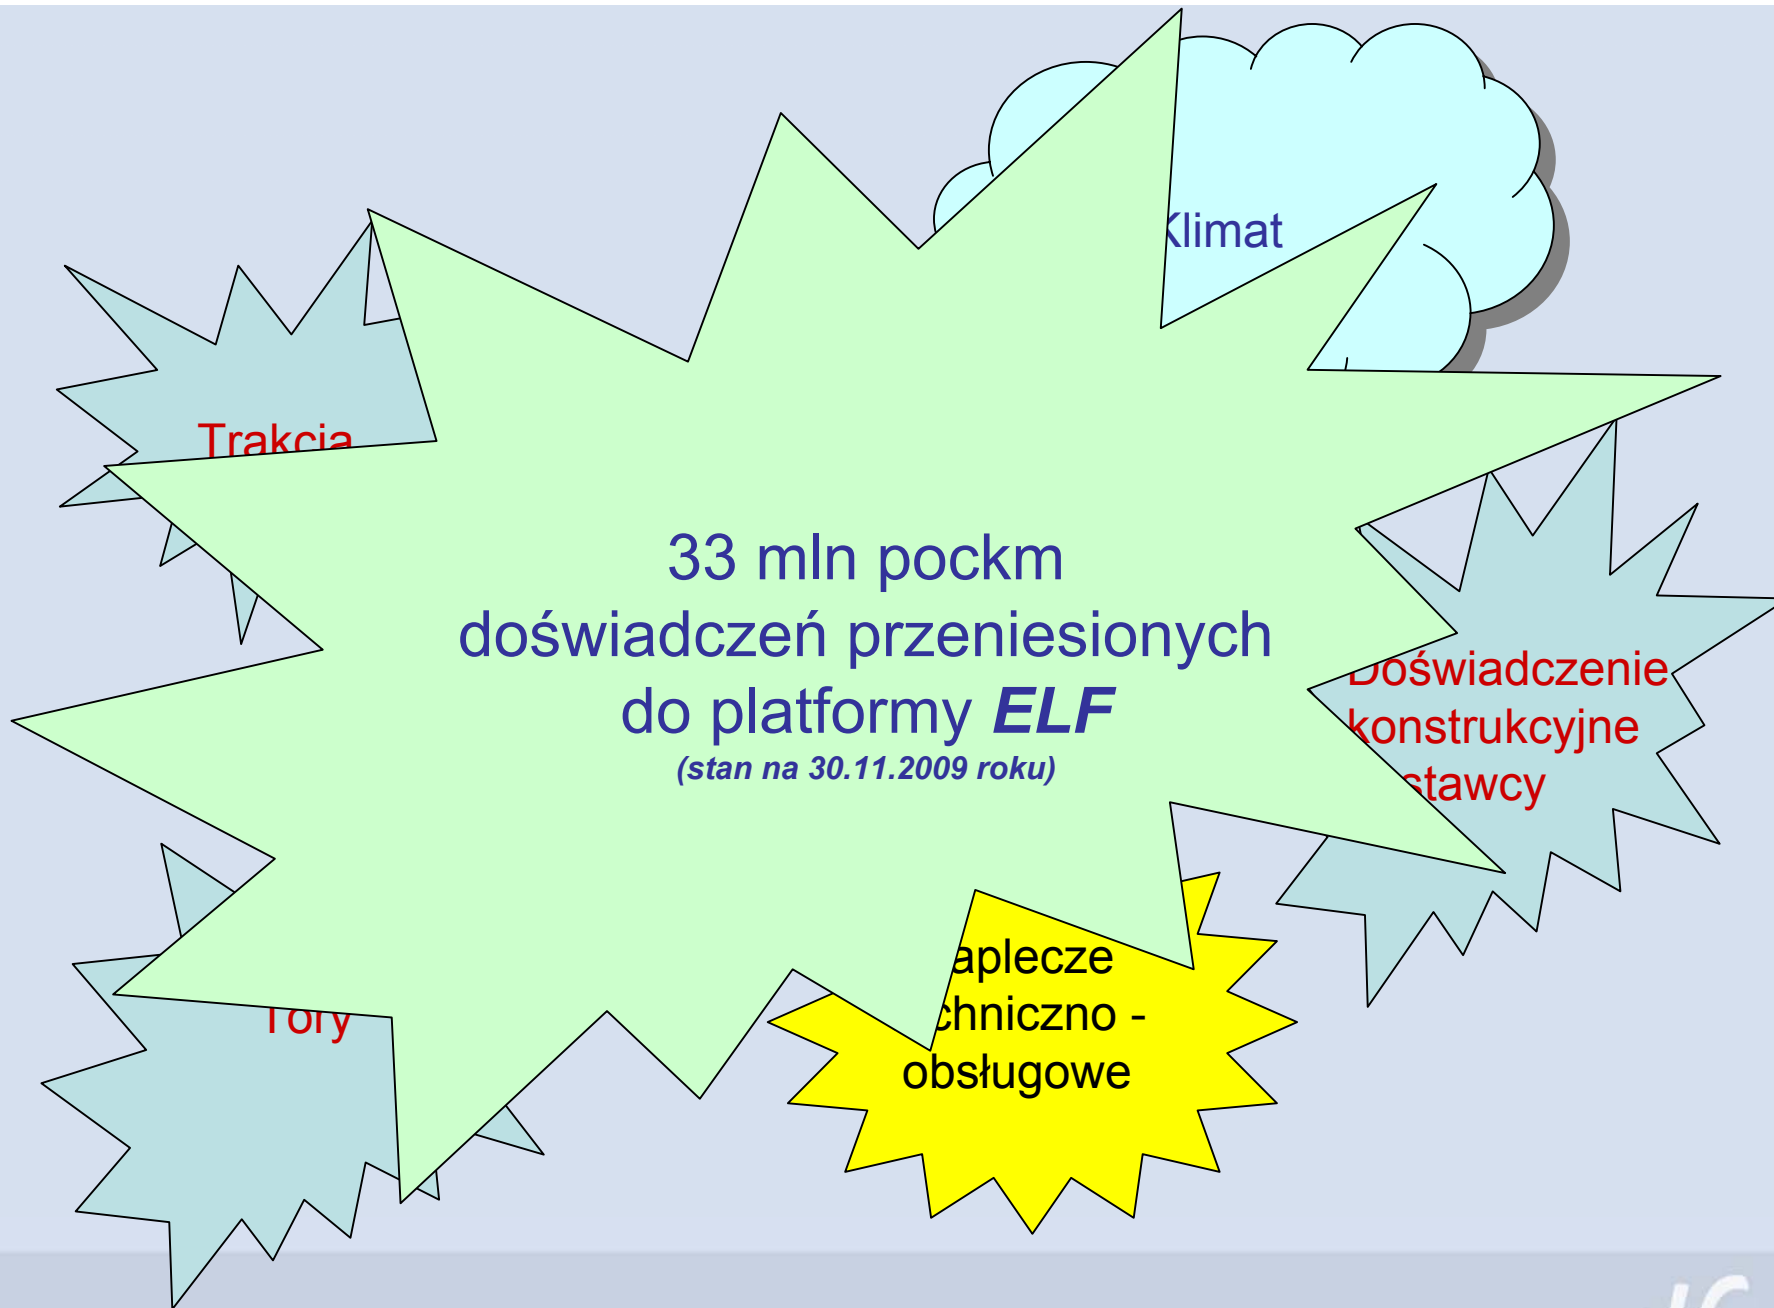 Klimat
Trakcja
33 mln pockm
doświadczeń przeniesionych
do platformy ELF
(stan na 30.11.2009 roku)
Doświadczenie
konstrukcyjne
stawcy
aplecze
chniczno -
obsługowe
Tory